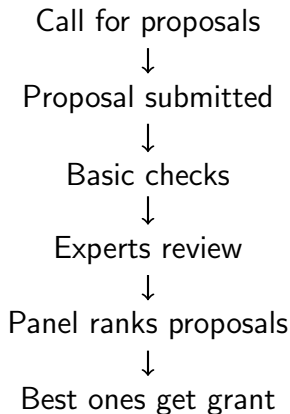 Call for proposals
↓
Proposal submitted
↓
Basic checks
↓
Experts review
↓
Panel ranks proposals
↓
Best ones get grant